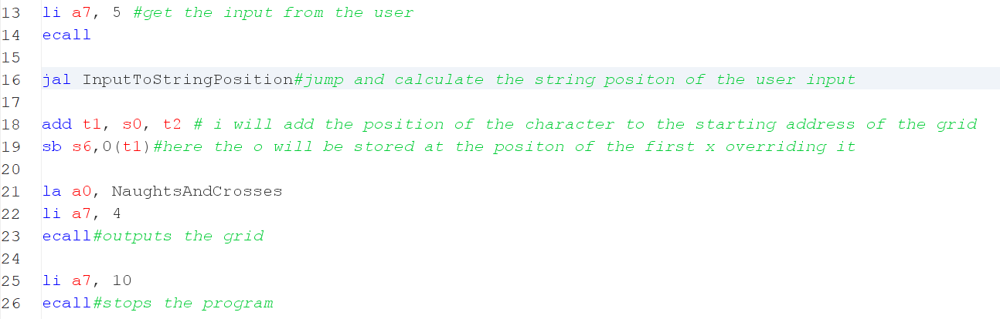 13 li a7, 5 #get the input from the user
14 ecall
15
16 jal InputToStringPosition#jump and calculate the string positon of the user input
17
18 add t1, s0, t2 # i will add the position of the character to the starting address of the grid
19 sb s6,0(t1)#here the o will be stored at the positon of the first x overriding it
20
21 la a0, NaughtsAndCrosses
22 li a7, 4
23 ecall#outputs the grid
24
25 li a7, 10
26 ecall#stops the program